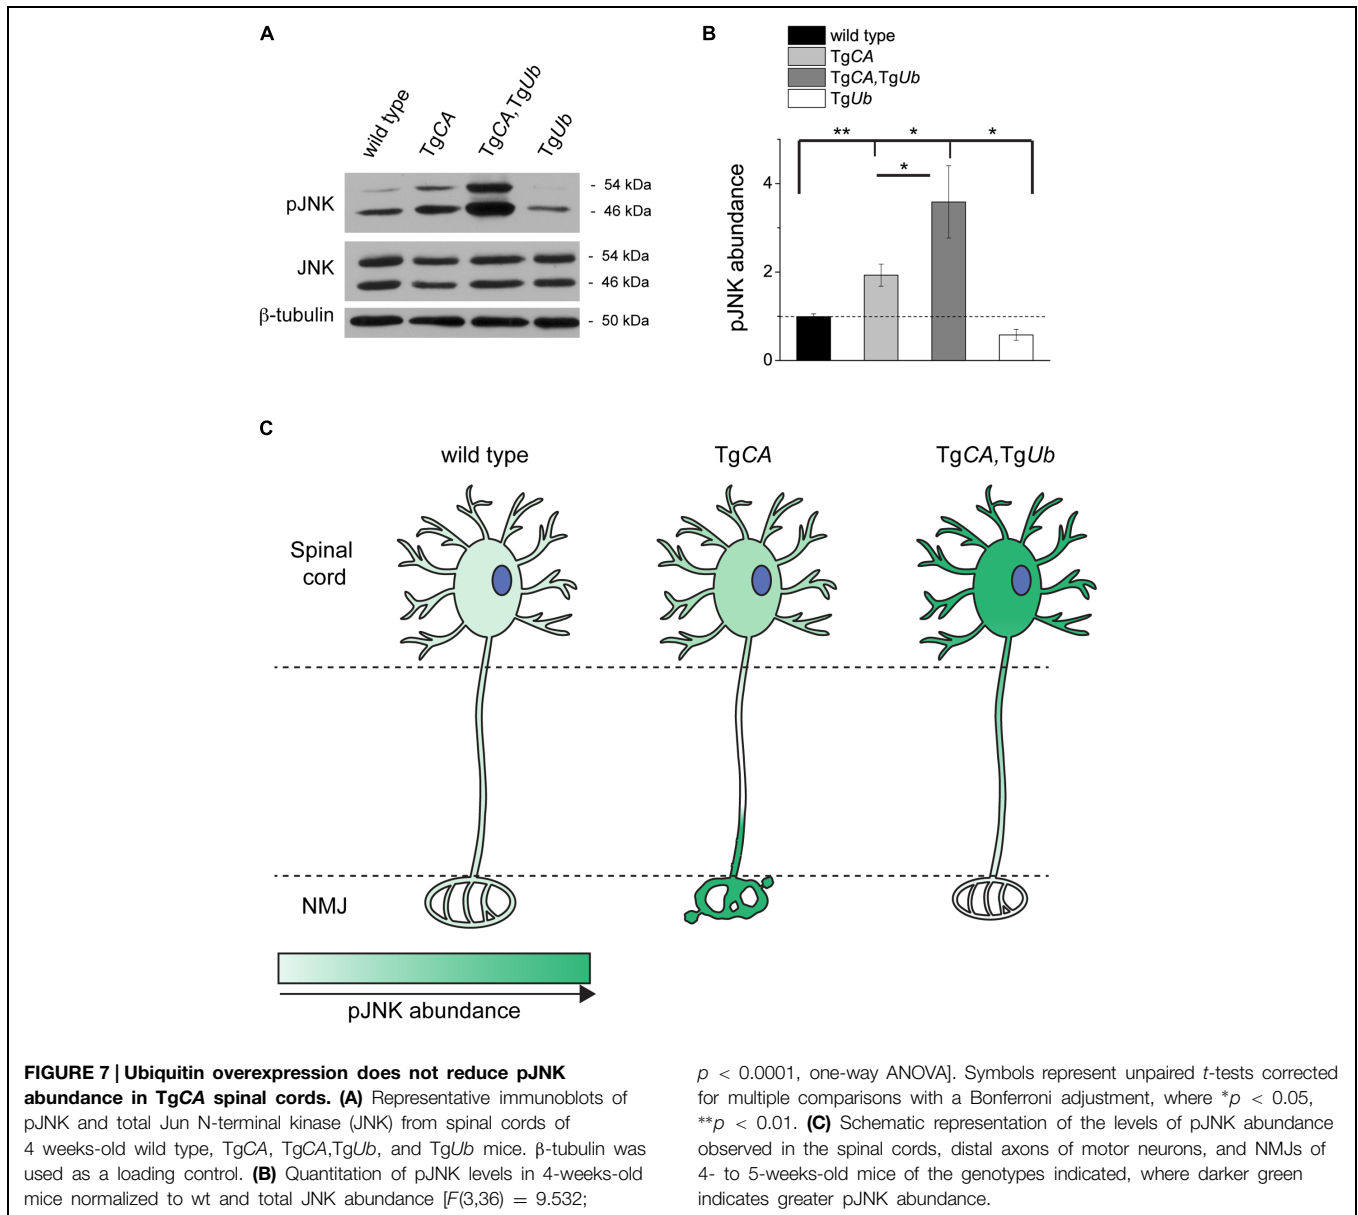 A
wild type
TgCA
TgCA,TgUb
TgUb
pJNK
- 54 kDa
- 46 kDa
JNK
- 54 kDa
- 46 kDa
β-tubulin
- 50 kDa
B
wild type
TgCA
TgCA,TgUb
TgUb
** * *
*
pJNK abundance
4
2
0
C
wild type TgCA TgCA,TgUb
Spinal
cord
NMJ
pJNK abundance
FIGURE 7 | Ubiquitin overexpression does not reduce pJNK
abundance in TgCA spinal cords. (A) Representative immunoblots of
pJNK and total Jun N-terminal kinase (JNK) from spinal cords of
4 weeks-old wild type, TgCA, TgCA,TgUb, and TgUb mice. β-tubulin was
used as a loading control. (B) Quantitation of pJNK levels in 4-weeks-old
mice normalized to wt and total JNK abundance [F(3,36) = 9.532;
p < 0.0001, one-way ANOVA]. Symbols represent unpaired t-tests corrected
for multiple comparisons with a Bonferroni adjustment, where *p < 0.05,
**p < 0.01. (C) Schematic representation of the levels of pJNK abundance
observed in the spinal cords, distal axons of motor neurons, and NMJs of
4- to 5-weeks-old mice of the genotypes indicated, where darker green
indicates greater pJNK abundance.